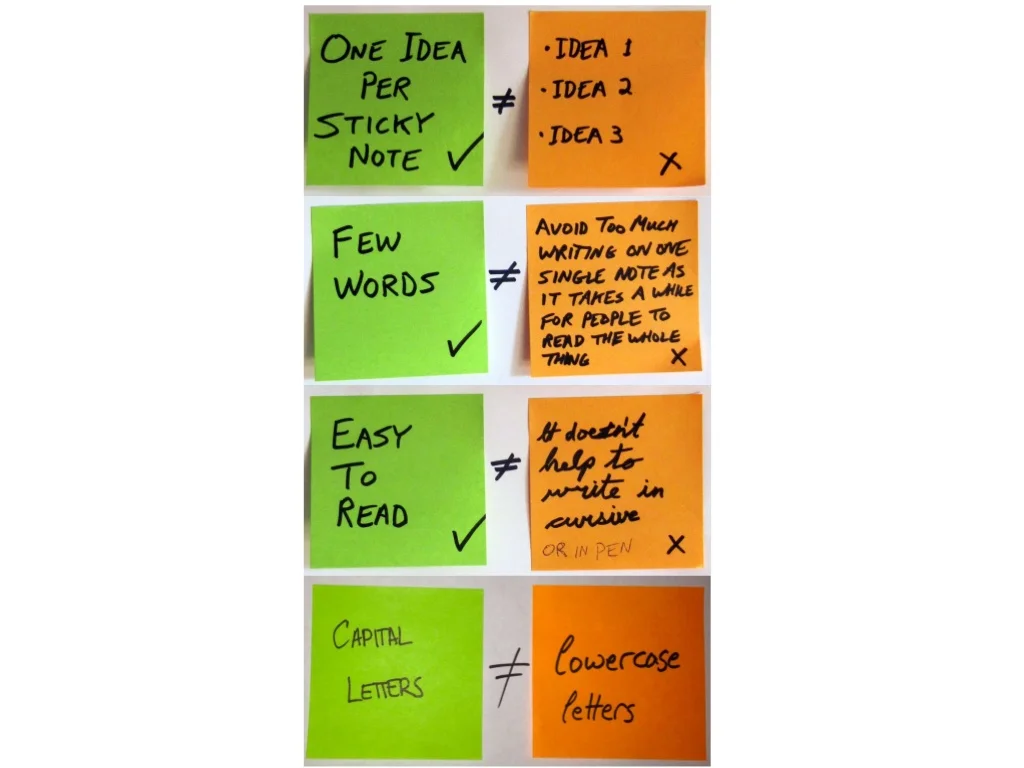 ONE IDEA
PER
STICKY
NOTE ✓
≠
· IDEA 1
· IDEA 2
· IDEA 3
X
FEW
WORDS
✓
≠
AVOID TOO MUCH
WRITING ON ONE
SINGLE NOTE AS
IT TAKES A WHILE
FOR PEOPLE TO
READ THE WHOLE
THING X
EASY
TO
READ
✓
≠
It doesn't
help to
write in
cursive
OR IN PEN X
CAPITAL
LETTERS
≠
lowercase
letters